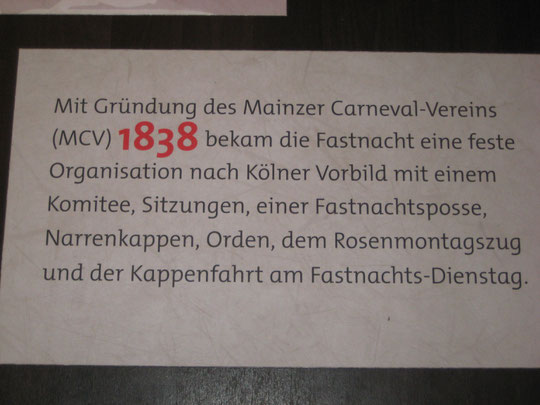 Mit Gründung des Mainzer Carneval-Vereins
(MCV) 1838 bekam die Fastnacht eine feste
Organisation nach Kölner Vorbild mit einem
Komitee, Sitzungen, einer Fastnachtsposse,
Narrenkappen, Orden, dem Rosenmontagszug
und der Kappenfahrt am Fastnachts-Dienstag.